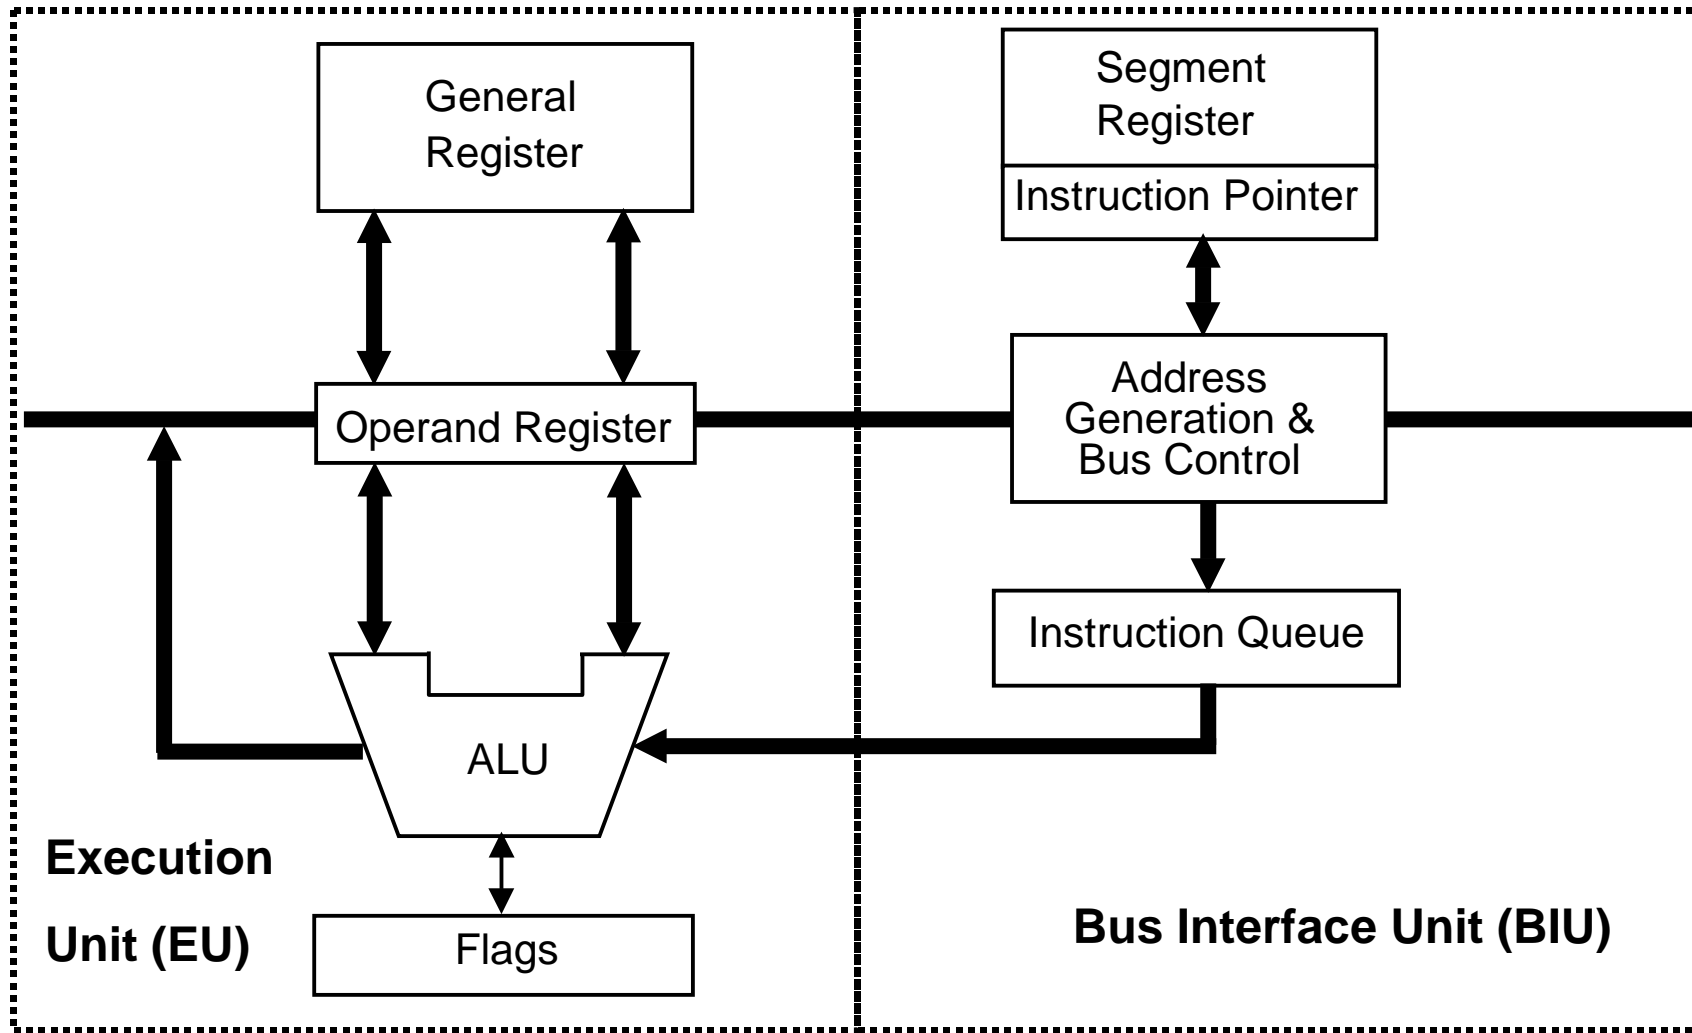 General
Register
Operand Register
ALU
Flags
Execution
Unit (EU)
Segment
Register
Instruction Pointer
Address
Generation &
Bus Control
Instruction Queue
Bus Interface Unit (BIU)